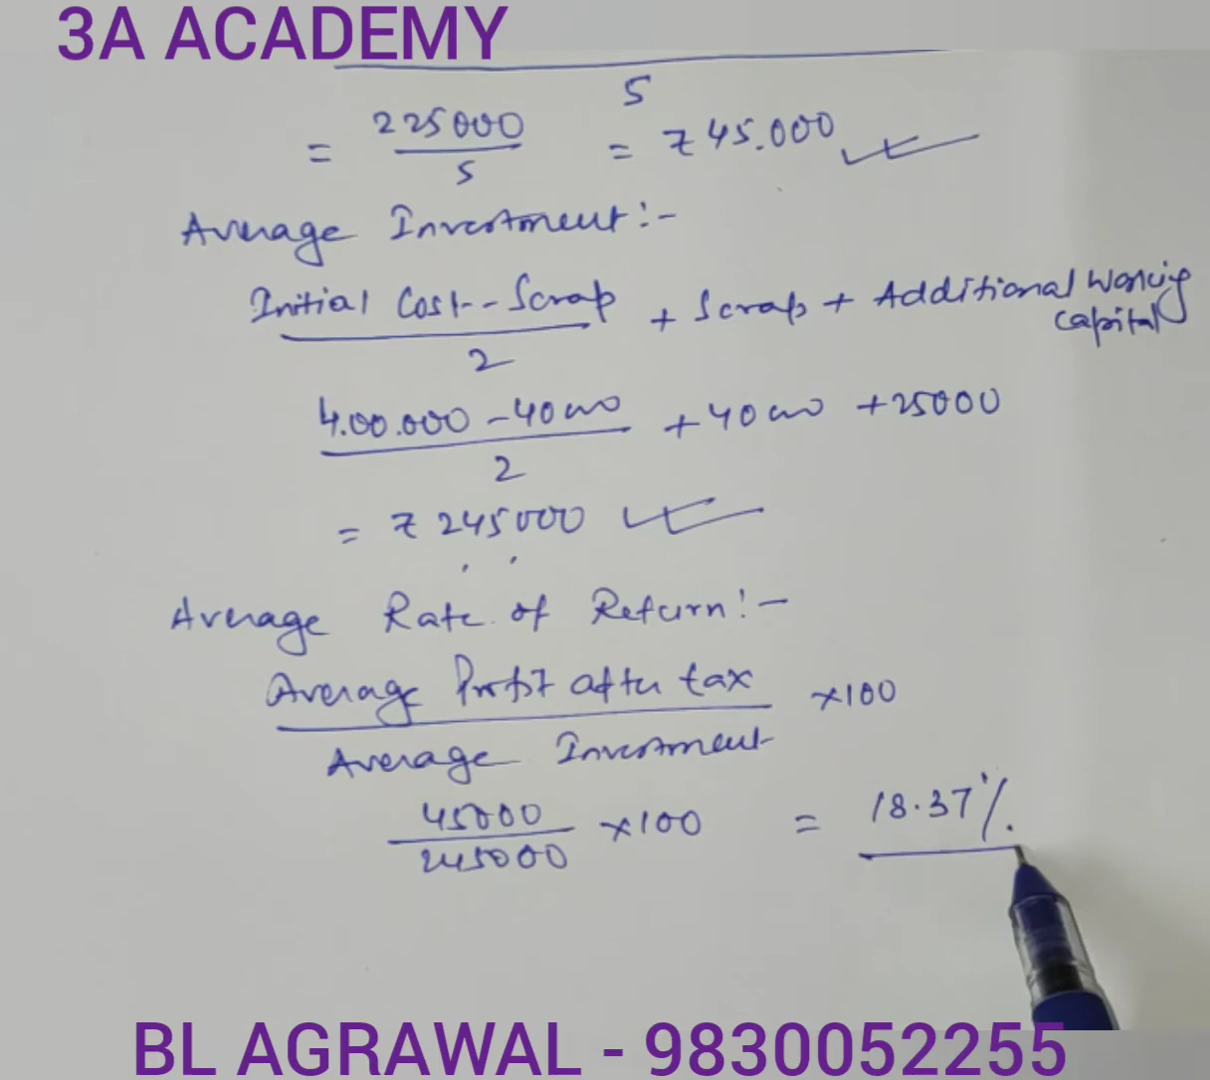 3A ACADEMY
5
= 225000/5 = ₹ 45.000
Average Investment:-
Initial Cost - Scrap/2 + Scrap + Additional Working Capital
4.00.000 - 40000/2 + 40000 + 25000
= ₹ 245000
Average Rate of Return:-
Average Profit after tax/Average Investment ×100
45000/245000 ×100 = 18.37%.
BL AGRAWAL - 9830052255